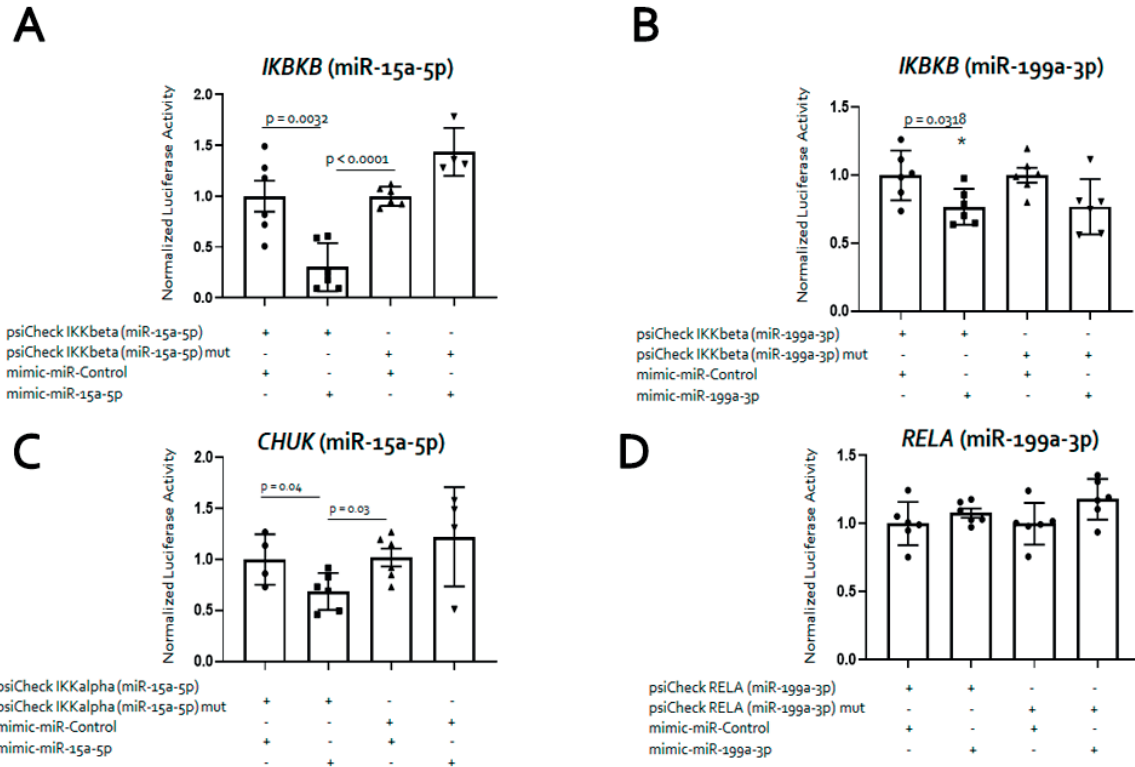 A
IKBKB (miR-15a-5p)
Normalized Luciferase Activity
2.0
1.5
1.0
0.5
0.0
p = 0.0032
p < 0.0001
psiCheck IKKbeta (miR-15a-5p) + + - -
psiCheck IKKbeta (miR-15a-5p) mut - - + +
mimic-miR-Control + - + -
mimic-miR-15a-5p - + - +
B
IKBKB (miR-199a-3p)
Normalized Luciferase Activity
1.5
1.0
0.5
0.0
p = 0.0318
*
psiCheck IKKbeta (miR-199a-3p) + + - -
psiCheck IKKbeta (miR-199a-3p) mut - - + +
mimic-miR-Control + - + -
mimic-miR-199a-3p - + - +
C
CHUK (miR-15a-5p)
Normalized Luciferase Activity
2.0
1.5
1.0
0.5
0.0
p = 0.04
p = 0.03
psiCheck IKKalpha (miR-15a-5p)
psiCheck IKKalpha (miR-15a-5p) mut + + - -
mimic-miR-Control - - + +
mimic-miR-15a-5p + - + -
- + - +
D
RELA (miR-199a-3p)
Normalized Luciferase Activity
1.5
1.0
0.5
0.0
psiCheck RELA (miR-199a-3p) + + - -
psiCheck RELA (miR-199a-3p) mut - - + +
mimic-miR-Control + - + -
mimic-miR-199a-3p - + - +